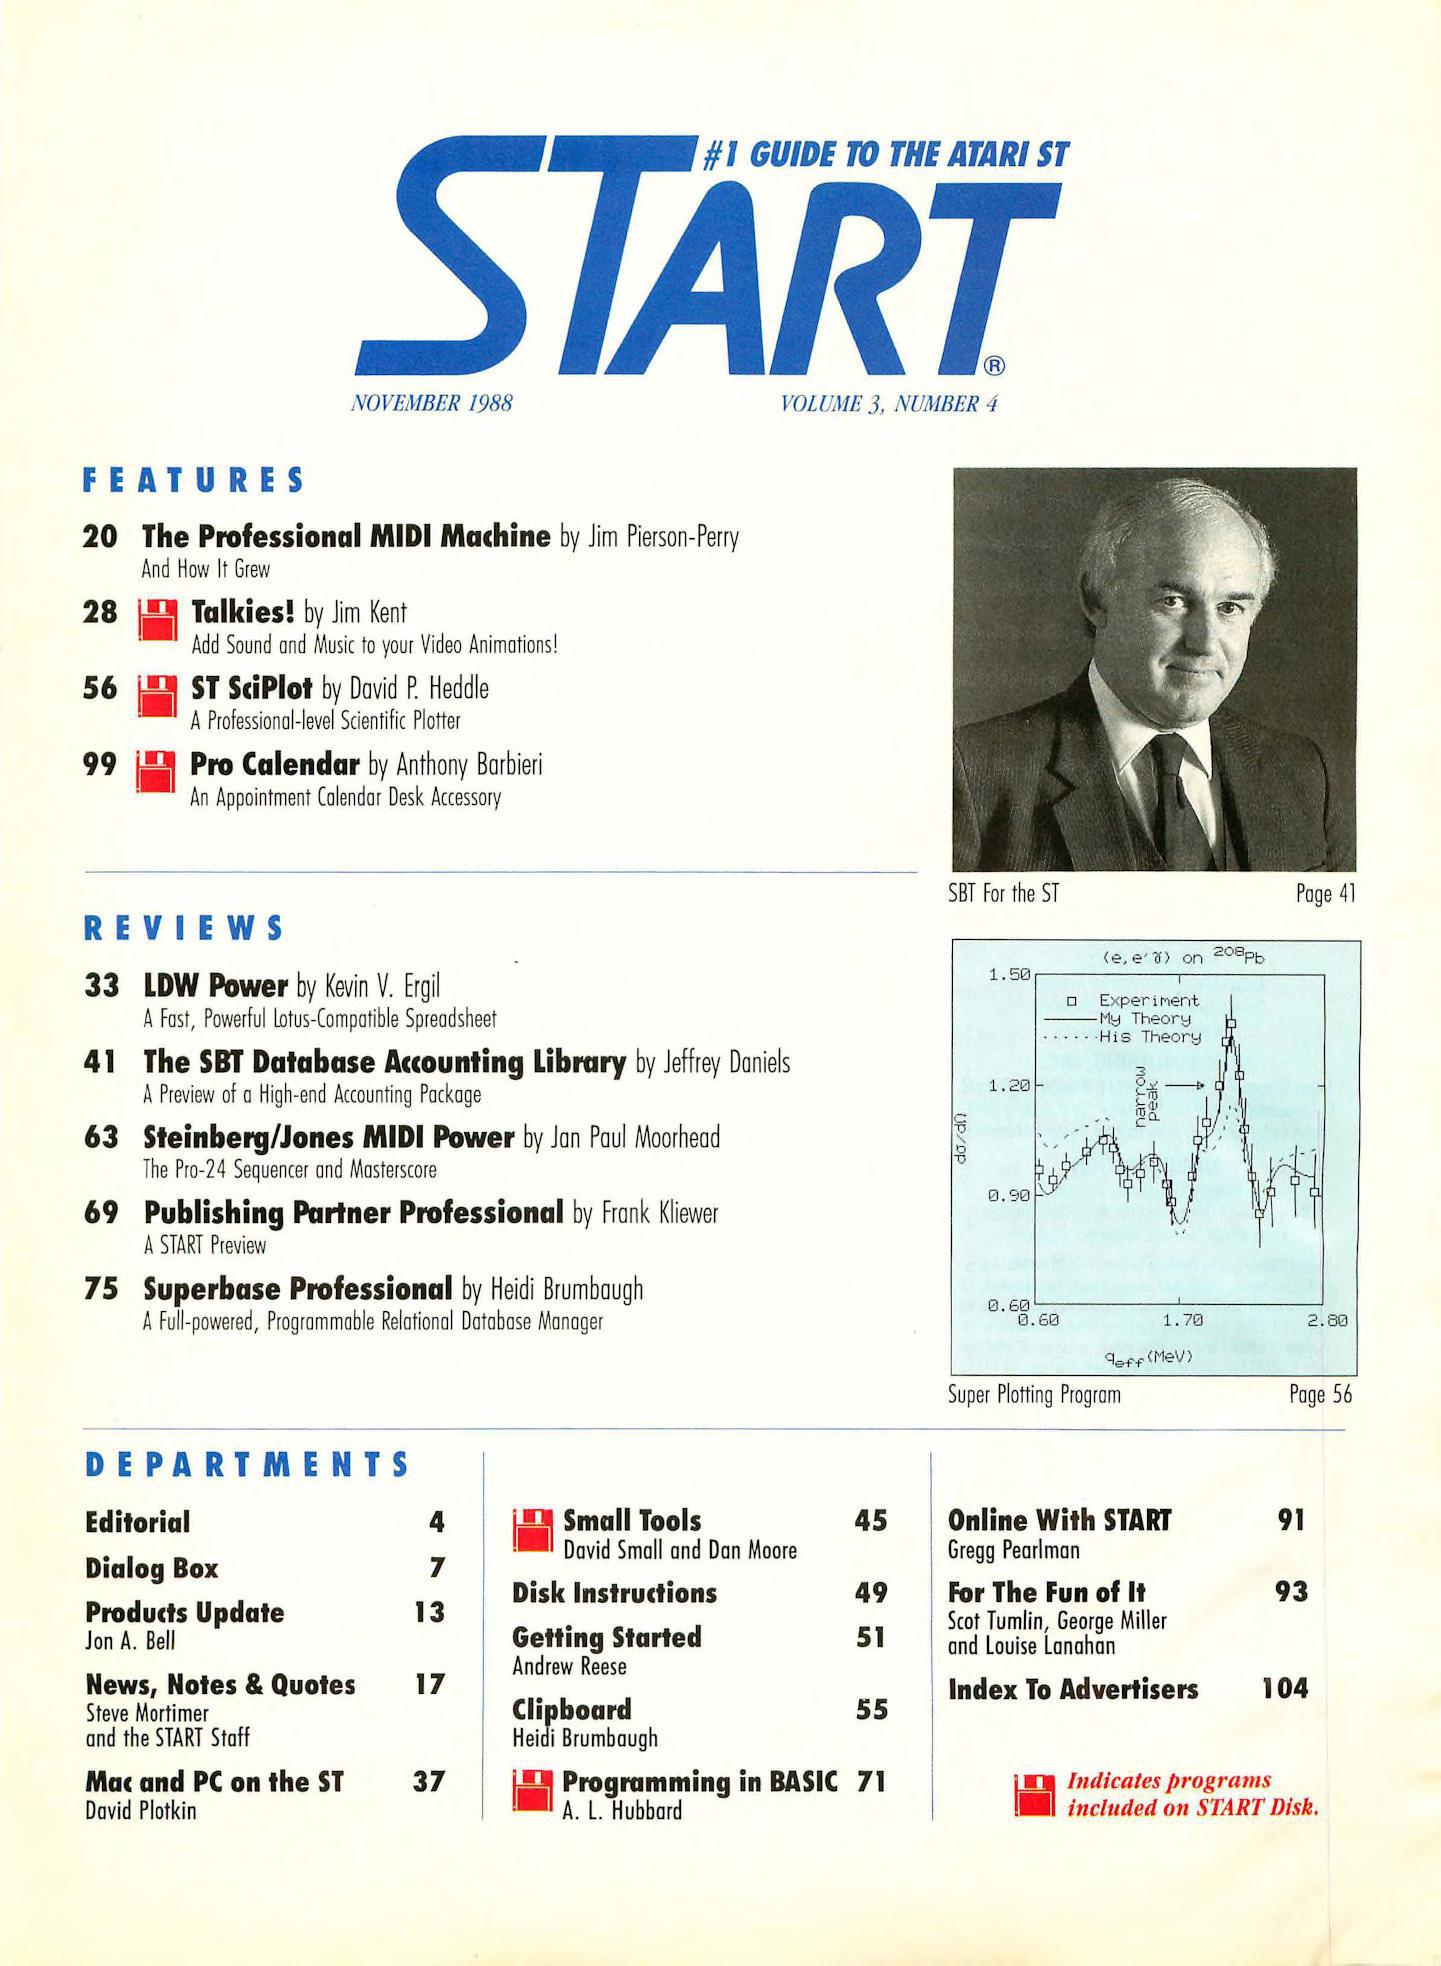 #1 GUIDE TO THE ATARI ST
START®
NOVEMBER 1988
VOLUME 3, NUMBER 4
FEATURES
20 The Professional MIDI Machine by Jim Pierson-Perry
And How It Grew
28 Talkies! by Jim Kent
Add Sound and Music to your Video Animations!
56 ST SciPlot by David P. Heddle
A Professional-level Scientific Plotter
99 Pro Calendar by Anthony Barbieri
An Appointment Calendar Desk Accessory
SBT For the ST Page 41
REVIEWS
33 LDW Power by Kevin V. Ergil
A Fast, Powerful Lotus-Compatible Spreadsheet
41 The SBT Database Accounting Library by Jeffrey Daniels
A Preview of a High-end Accounting Package
63 Steinberg/Jones MIDI Power by Jan Paul Moorhead
The Pro-24 Sequencer and Masterscore
69 Publishing Partner Professional by Frank Kliewer
A START Preview
75 Superbase Professional by Heidi Brumbaugh
A Full-powered, Programmable Relational Database Manager
(e,e'γ) on 208Pb
1.50
Experiment
My Theory
His Theory
1.20
narrow
peak
dσ/dΩ
0.90
0.60
0.60 1.70 2.80
qeff(MeV)
Super Plotting Program Page 56
DEPARTMENTS
Editorial 4
Dialog Box 7
Products Update 13
Jon A. Bell
News, Notes & Quotes 17
Steve Mortimer
and the START Staff
Mac and PC on the ST 37
David Plotkin
Small Tools 45
David Small and Dan Moore
Disk Instructions 49
Getting Started 51
Andrew Reese
Clipboard 55
Heidi Brumbaugh
Programming in BASIC 71
A. L. Hubbard
Online With START 91
Gregg Pearlman
For The Fun of It 93
Scot Tumlin, George Miller
and Louise Lanahan
Index To Advertisers 104
Indicates programs
included on START Disk.